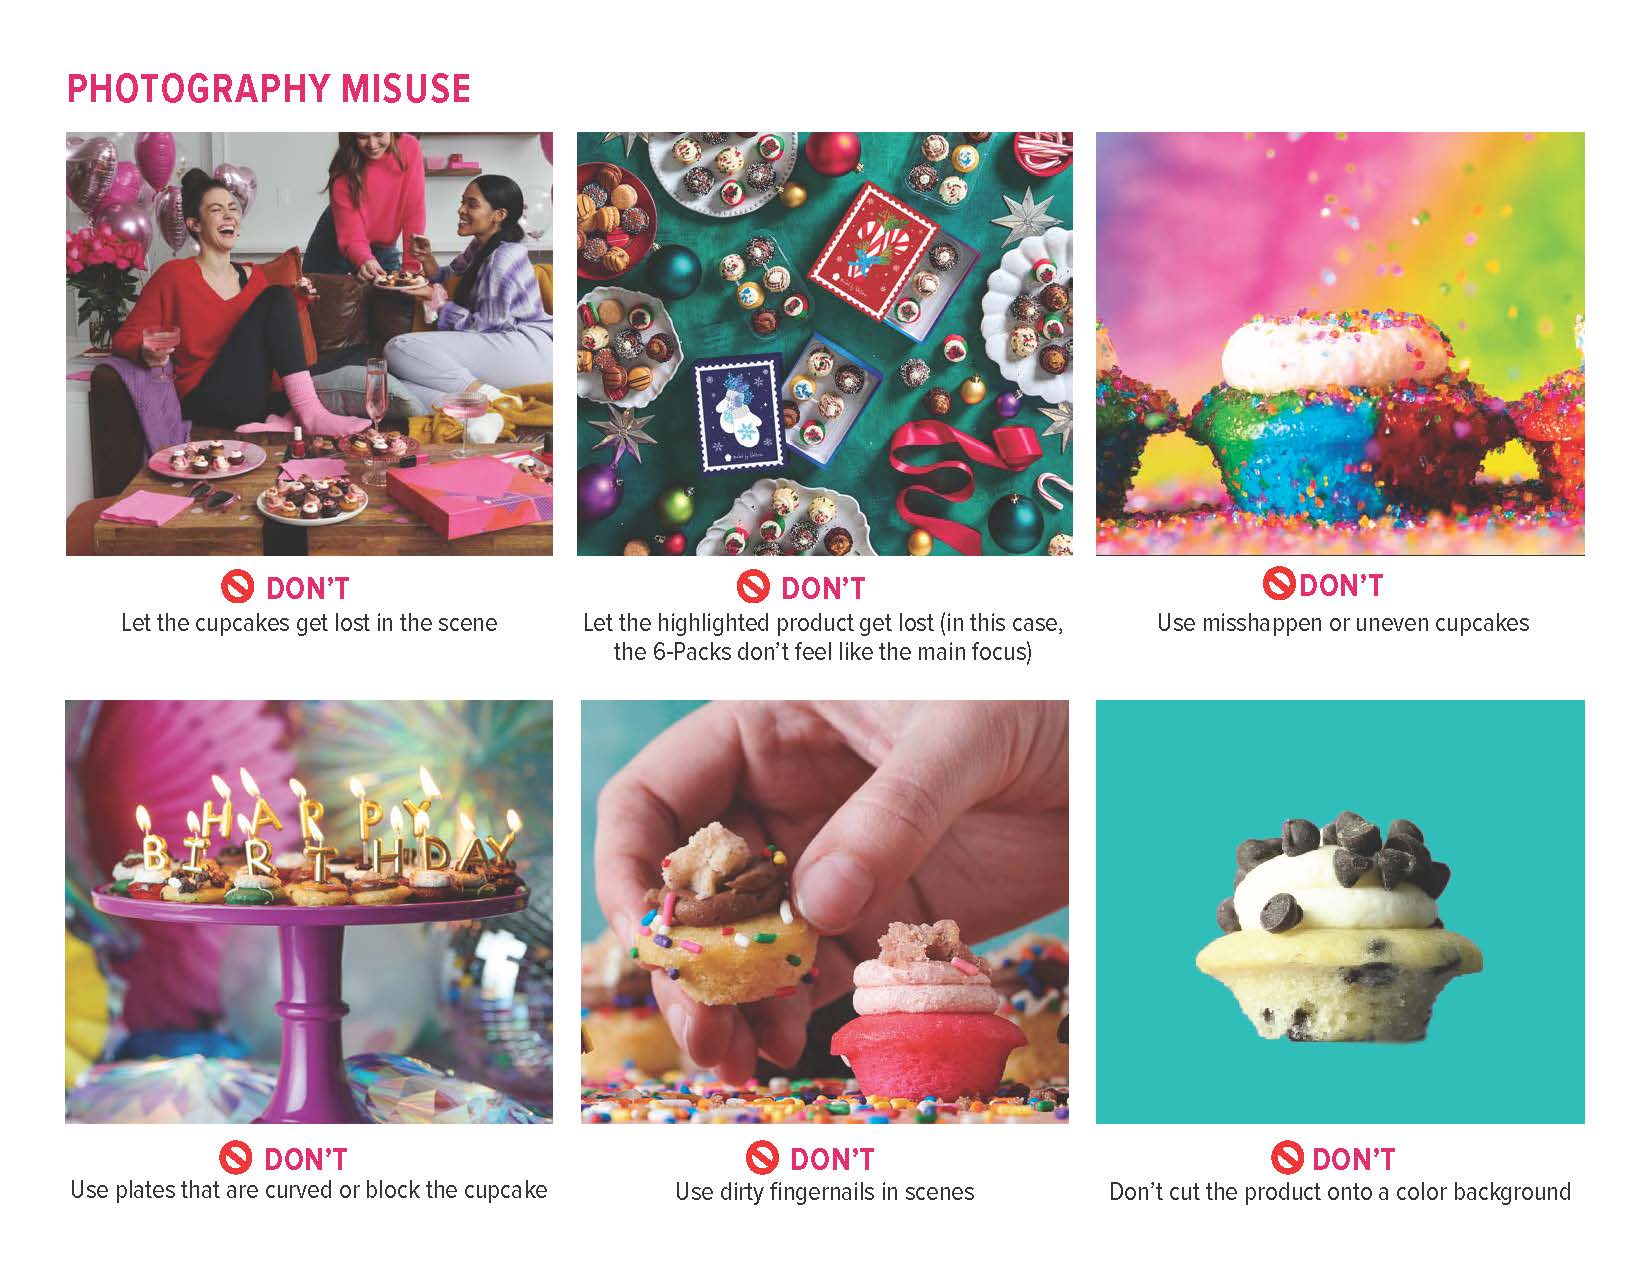 PHOTOGRAPHY MISUSE
DON'T
Let the cupcakes get lost in the scene
DON'T
Let the highlighted product get lost (in this case,
the 6-Packs don't feel like the main focus)
DON'T
Use misshappen or uneven cupcakes
HAPPY
BIRTHDAY
DON'T
Use plates that are curved or block the cupcake
DON'T
Use dirty fingernails in scenes
DON'T
Don't cut the product onto a color background